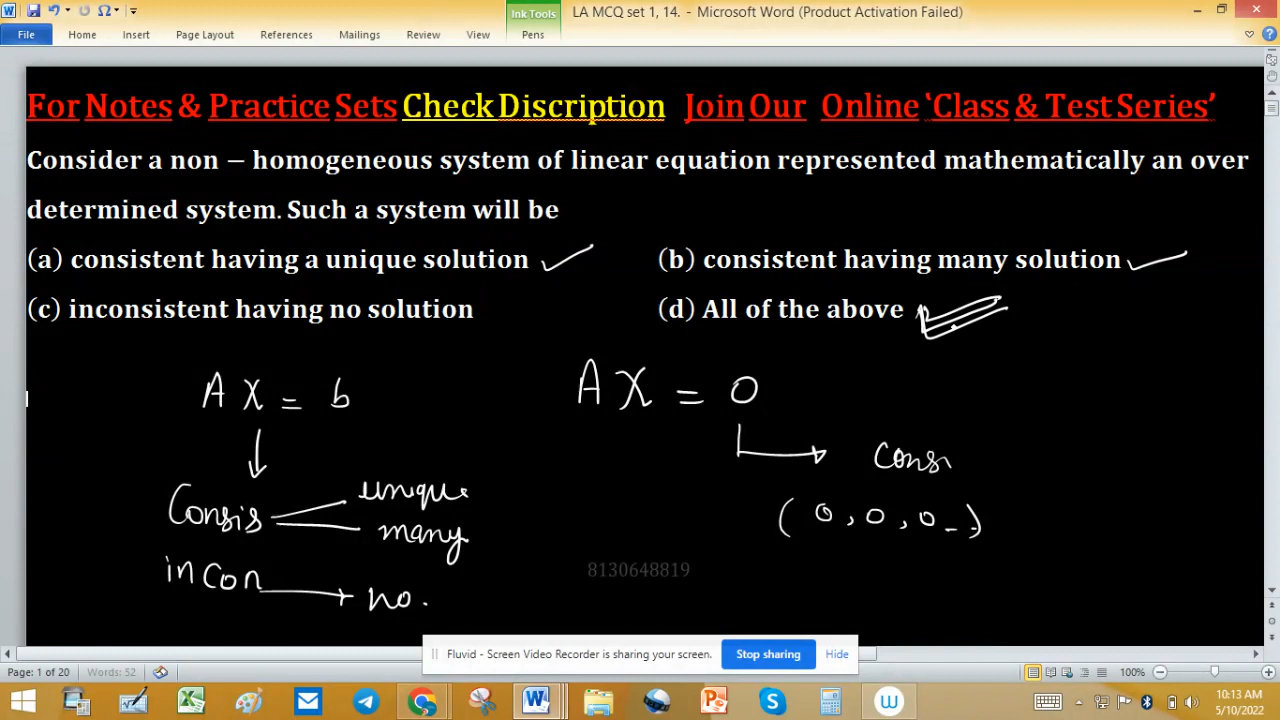 Ink Tools
LA MCQ set 1, 14. - Microsoft Word (Product Activation Failed)
File Home Insert Page Layout References Mailings Review View Pens
For Notes & Practice Sets Check Discription Join Our Online ‘Class & Test Series’
Consider a non − homogeneous system of linear equation represented mathematically an over
determined system. Such a system will be
(a) consistent having a unique solution (b) consistent having many solution
(c) inconsistent having no solution (d) All of the above
A X = b A X = 0
Consi
Consis unique
many
(0, 0, 0 - .)
in Con no.
8130648819
Fluvid - Screen Video Recorder is sharing your screen. Stop sharing Hide
Page: 1 of 20 Words: 52 100%
10:13 AM
5/10/2022